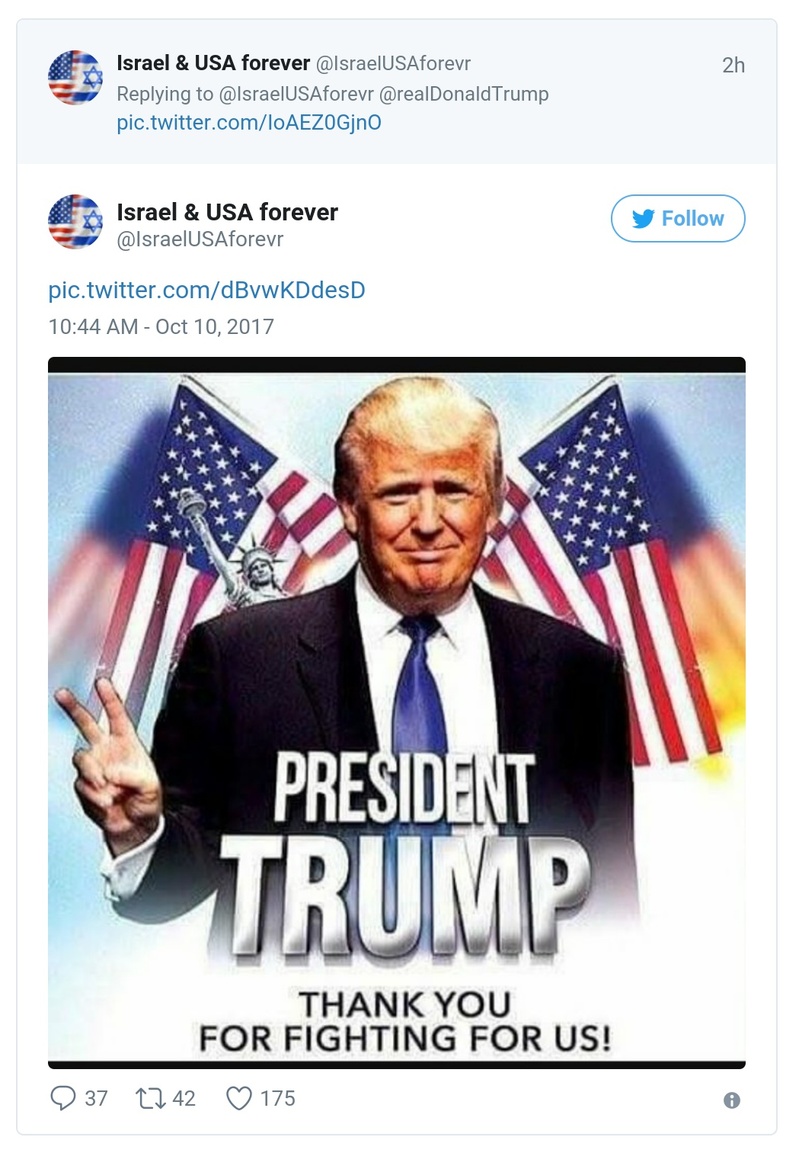 Israel & USA forever @IsraelUSAforevr 2h
Replying to @IsraelUSAforevr @realDonaldTrump
pic.twitter.com/IoAEZ0GjnO
Israel & USA forever
@IsraelUSAforevr
Follow
pic.twitter.com/dBvwKDdesD
10:44 AM - Oct 10, 2017
PRESIDENT
TRUMP
THANK YOU
FOR FIGHTING FOR US!
37 42 175